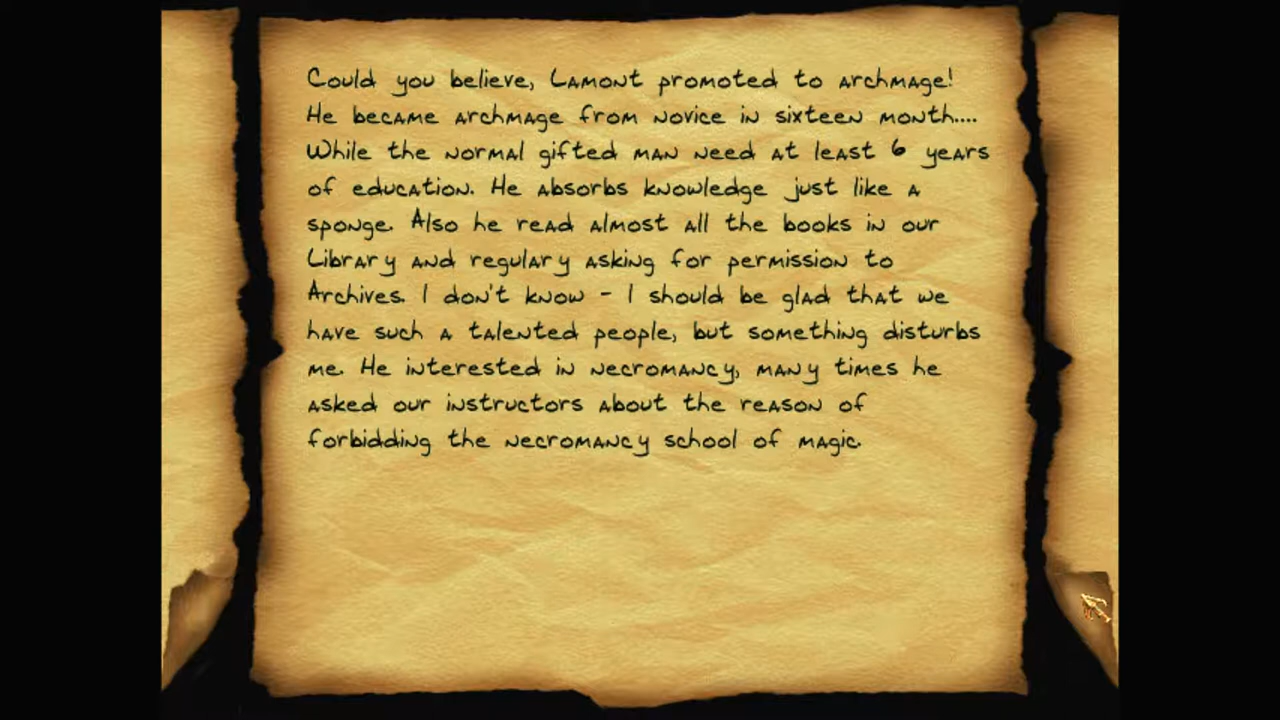 Could you believe, Lamont promoted to archmage!
He became archmage from novice in sixteen month....
While the normal gifted man need at least 6 years
of education. He absorbs knowledge just like a
sponge. Also he read almost all the books in our
Library and regulary asking for permission to
Archives. I don't know - I should be glad that we
have such a talented people, but something disturbs
me. He interested in necromancy, many times he
asked our instructors about the reason of
forbidding the necromancy school of magic.